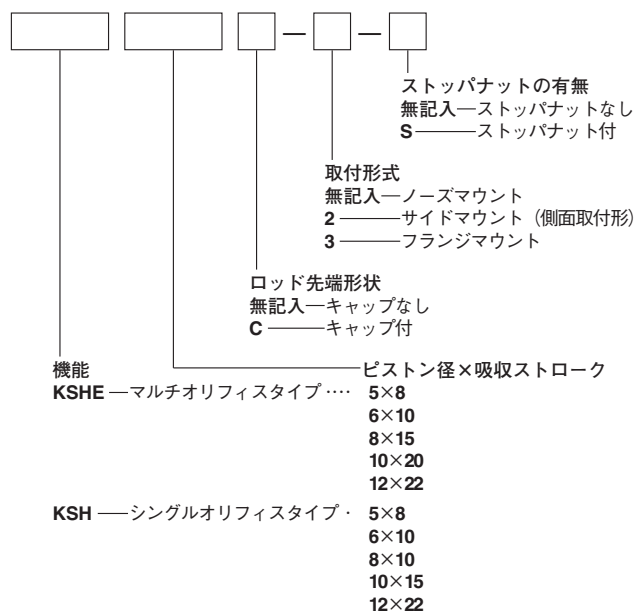 ストッパナットの有無
無記入―ストッパナットなし
S―――ストッパナット付
取付形式
無記入―ノーズマウント
2―――サイドマウント(側面取付形)
3―――フランジマウント
ロッド先端形状
無記入―キャップなし
C―――キャップ付
機能
KSHE―マルチオリフィスタイプ‥‥
ピストン径×吸収ストローク
5×8
6×10
8×15
10×20
12×22
KSH――シングルオリフィスタイプ・
5×8
6×10
8×10
10×15
12×22